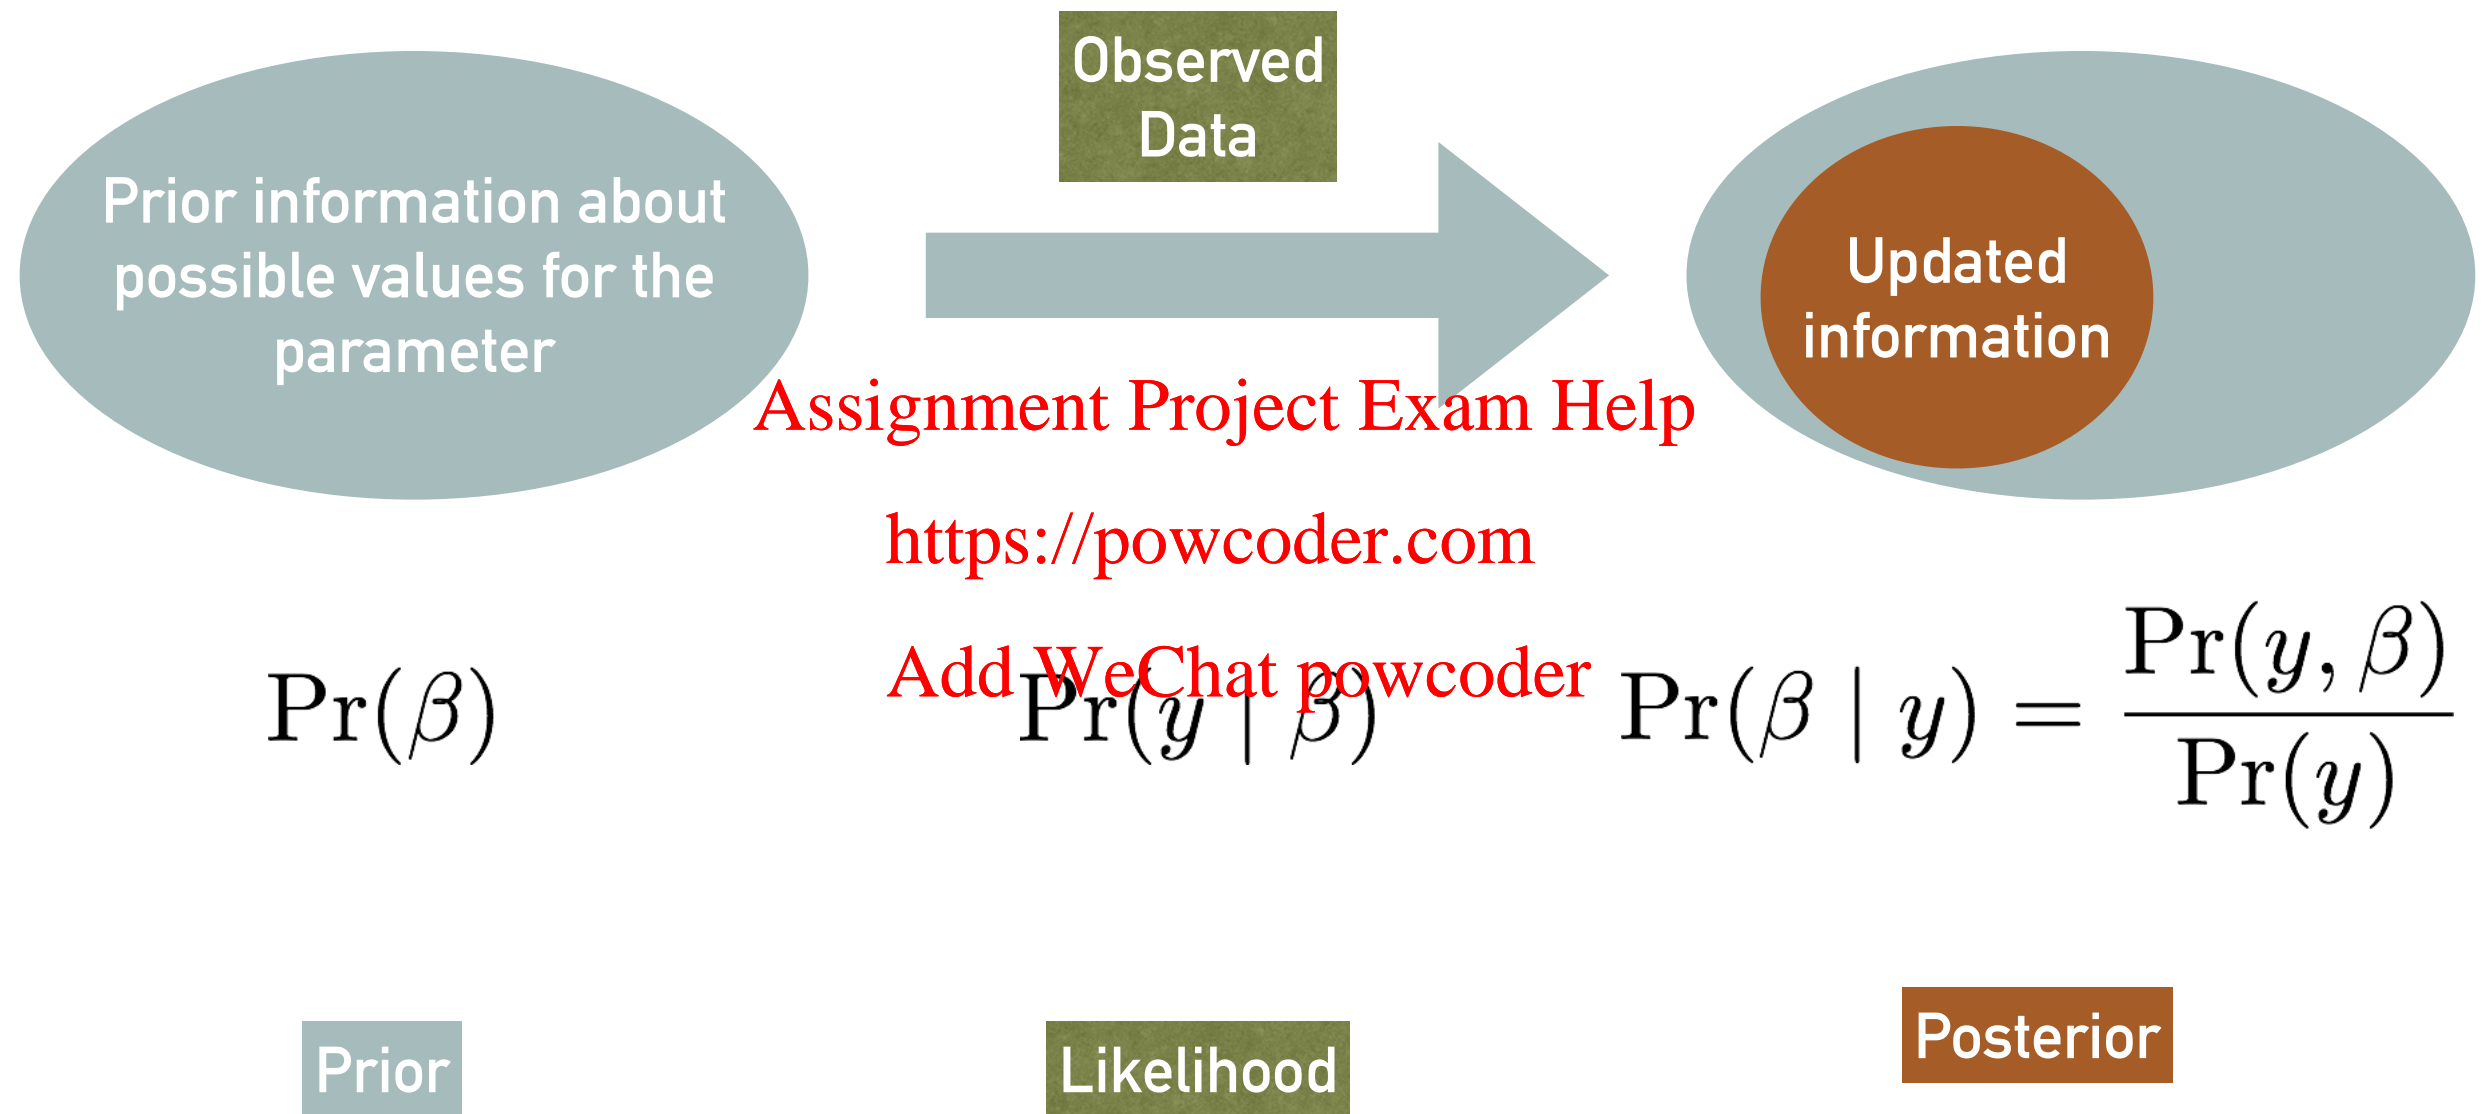 Observed
Data
Prior information about
possible values for the
parameter
Updated
information
Assignment Project Exam Help
https://powcoder.com
Add WeChat powcoder
Pr(β)
Pr(y | β)
Pr(β | y) = Pr(y, β) / Pr(y)
Prior
Likelihood
Posterior